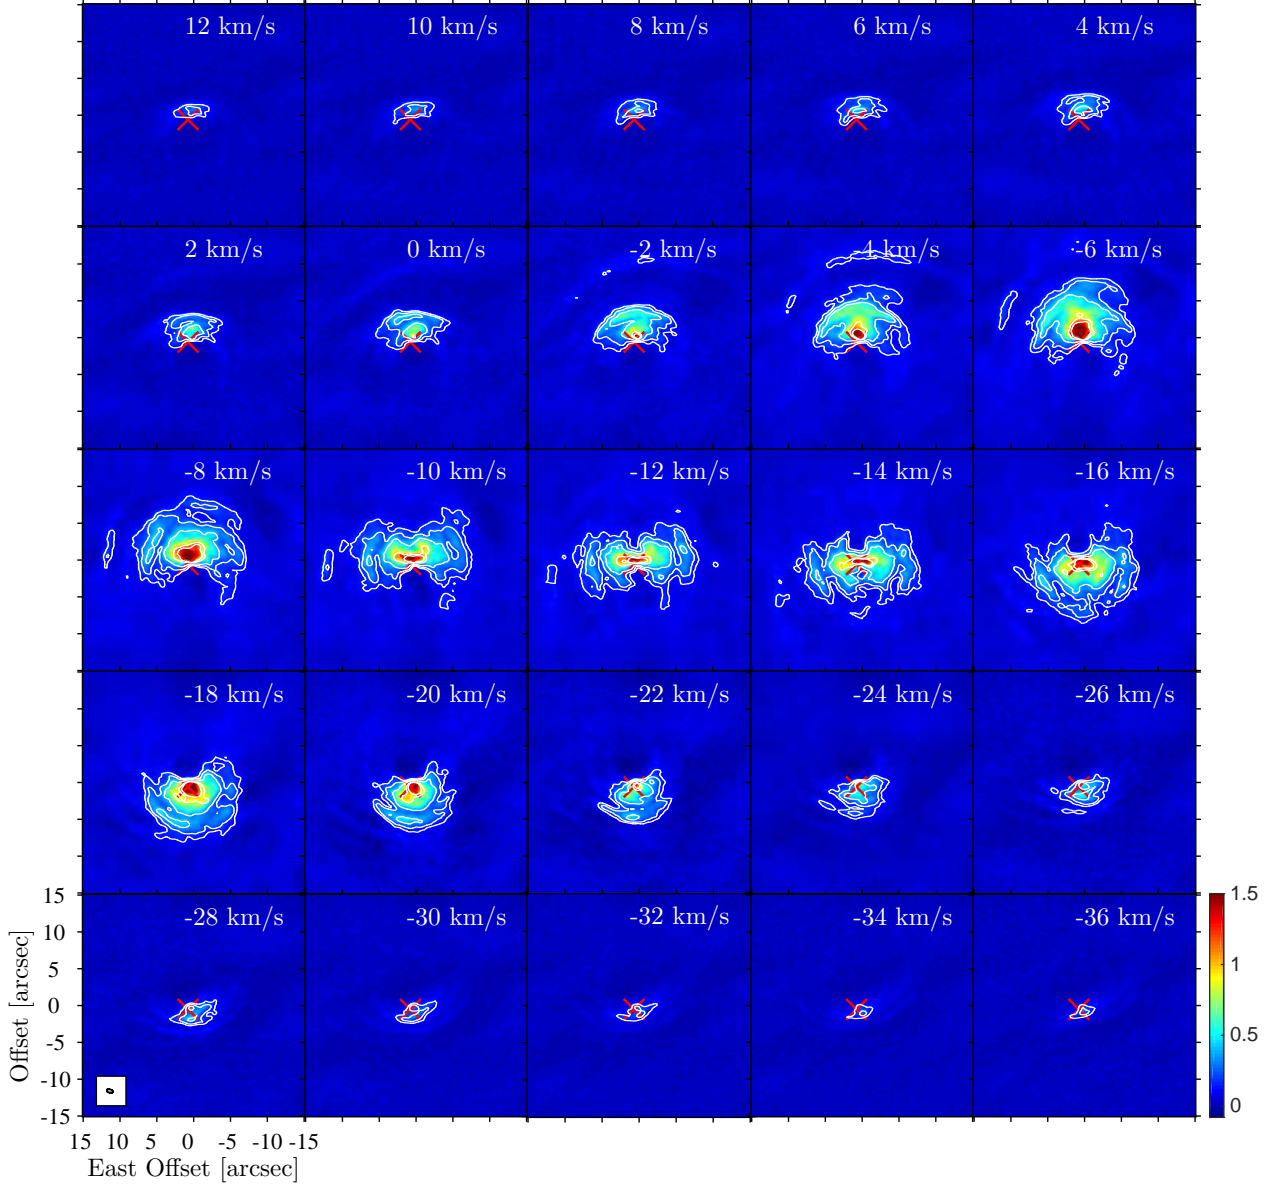 12 km/s 10 km/s 8 km/s 6 km/s 4 km/s
2 km/s 0 km/s -2 km/s -4 km/s -6 km/s
-8 km/s -10 km/s -12 km/s -14 km/s -16 km/s
-18 km/s -20 km/s -22 km/s -24 km/s -26 km/s
-28 km/s -30 km/s -32 km/s -34 km/s -36 km/s
15
10
5
0
-5
-10
-15
Offset [arcsec]
15 10 5 0 -5 -10 -15
East Offset [arcsec]
1.5
1
0.5
0